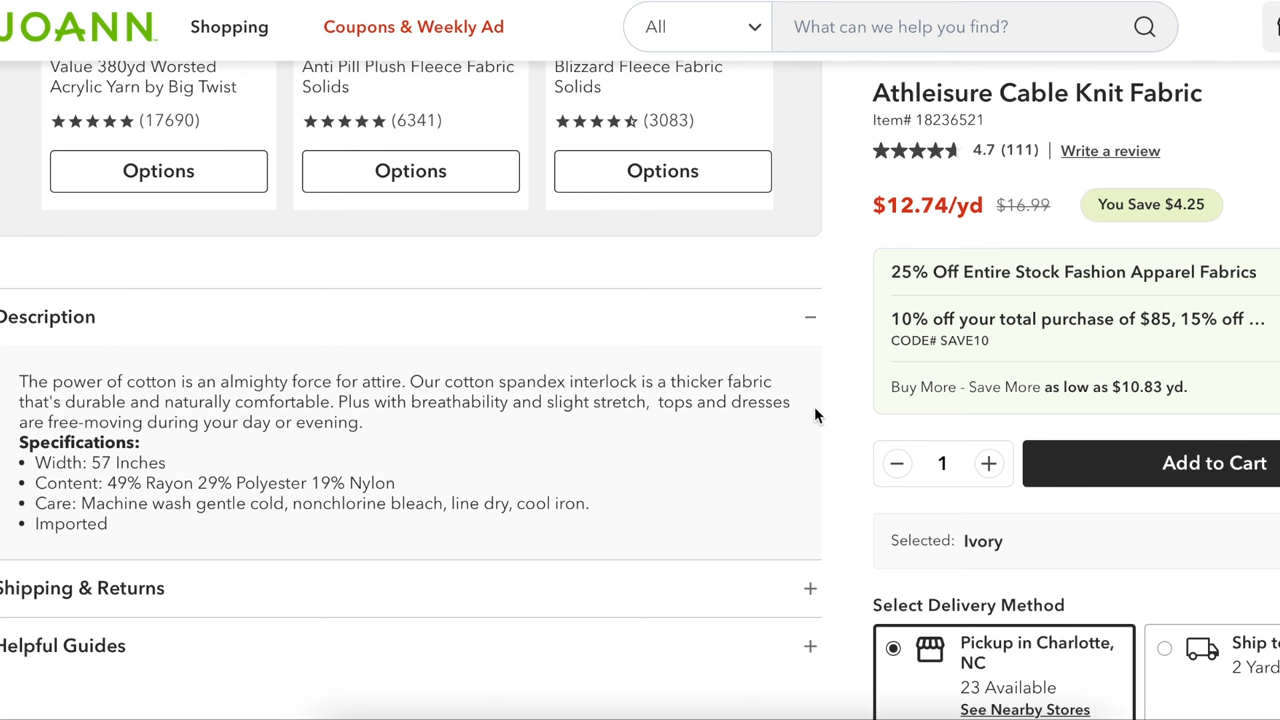 JOANN
Shopping
Coupons & Weekly Ad
All
What can we help you find?
Value 380yd Worsted
Acrylic Yarn by Big Twist
(17690)
Options
Anti Pill Plush Fleece Fabric
Solids
(6341)
Options
Blizzard Fleece Fabric
Solids
(3083)
Options
Description
The power of cotton is an almighty force for attire. Our cotton spandex interlock is a thicker fabric
that's durable and naturally comfortable. Plus with breathability and slight stretch, tops and dresses
are free-moving during your day or evening.
Specifications:
• Width: 57 Inches
• Content: 49% Rayon 29% Polyester 19% Nylon
• Care: Machine wash gentle cold, nonchlorine bleach, line dry, cool iron.
• Imported
Shipping & Returns
Helpful Guides
Athleisure Cable Knit Fabric
Item# 18236521
4.7 (111) | Write a review
$12.74/yd $16.99 You Save $4.25
25% Off Entire Stock Fashion Apparel Fabrics
10% off your total purchase of $85, 15% off ...
CODE# SAVE10
Buy More - Save More as low as $10.83 yd.
1
Add to Cart
Selected: Ivory
Select Delivery Method
Pickup in Charlotte,
NC
23 Available
See Nearby Stores
Ship to
2 Yard